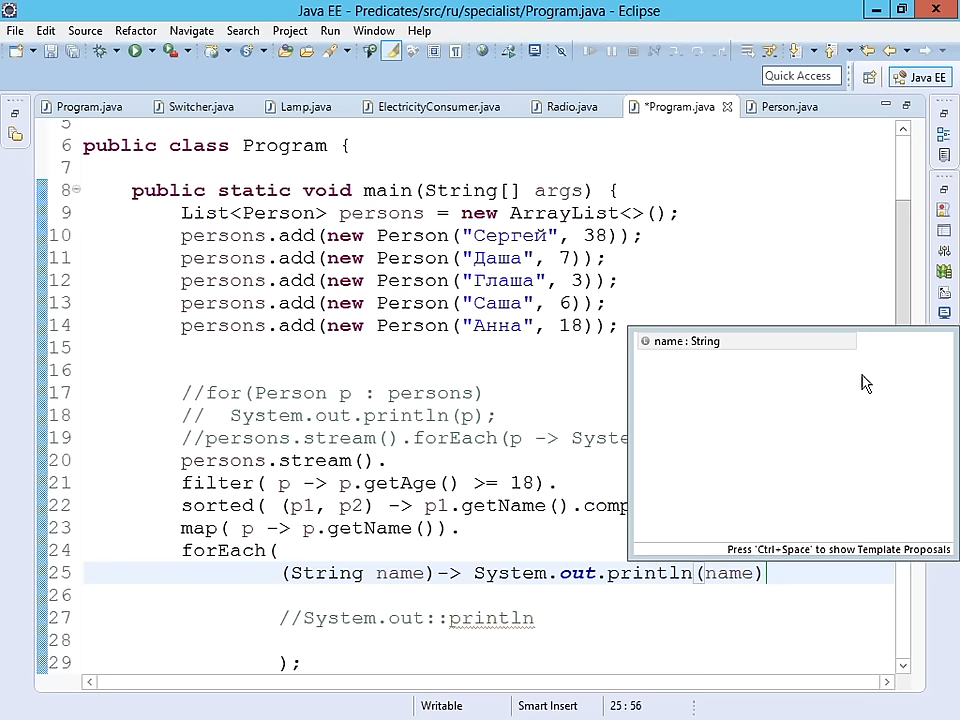 Java EE - Predicates/src/ru/specialist/Program.java - Eclipse
File Edit Source Refactor Navigate Search Project Run Window Help
Quick Access
Java EE
Program.java Switcher.java Lamp.java ElectricityConsumer.java Radio.java *Program.java Person.java
5
6 public class Program {
7
8 public static void main(String[] args) {
9 List<Person> persons = new ArrayList<>();
10 persons.add(new Person("Сергей", 38));
11 persons.add(new Person("Даша", 7));
12 persons.add(new Person("Глаша", 3));
13 persons.add(new Person("Саша", 6));
14 persons.add(new Person("Анна", 18));
15
name : String
16
17 //for(Person p : persons)
18 // System.out.println(p);
19 //persons.stream().forEach(p -> Syste
20 persons.stream().
21 filter( p -> p.getAge() >= 18).
22 sorted( (p1, p2) -> p1.getName().comp
23 map( p -> p.getName()).
24 forEach(
Press 'Ctrl+Space' to show Template Proposals
25 (String name)-> System.out.println(name)
26
27 //System.out::println
28
29 );
Writable Smart Insert 25 : 56